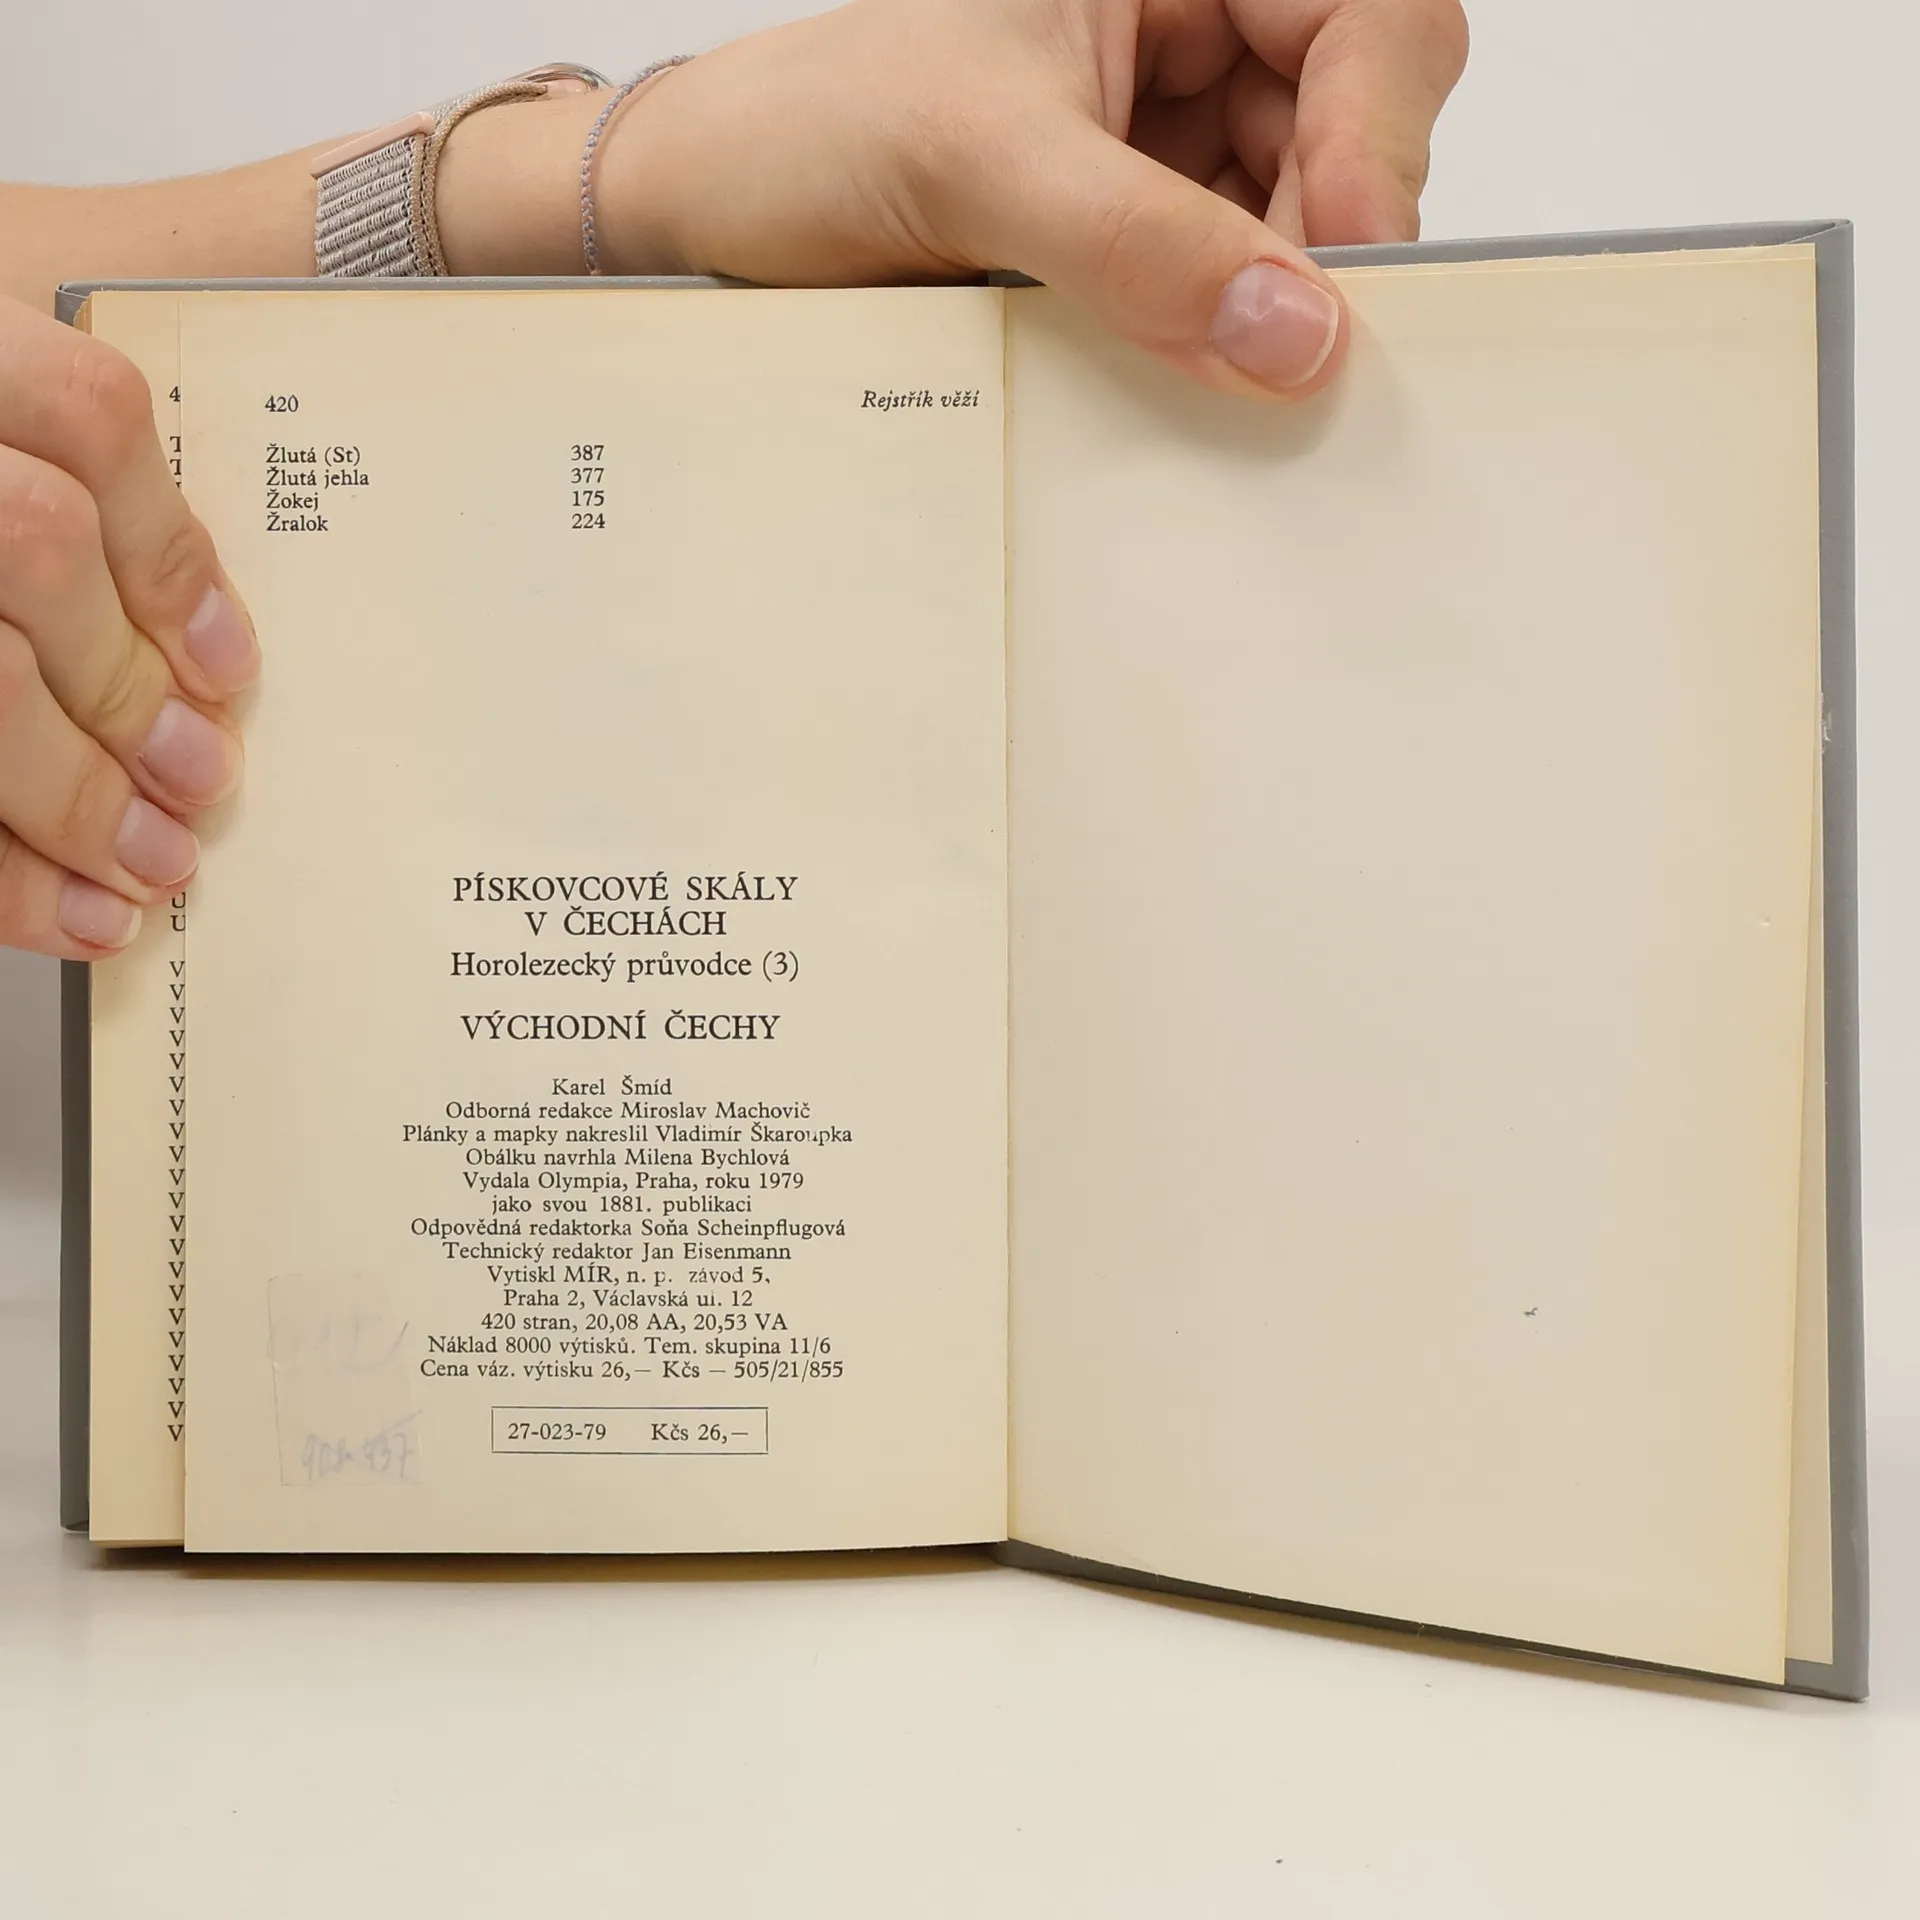 420 Rejstřík věží
Žlutá (St) 387
Žlutá jehla 377
Žokej 175
Žralok 224
PÍSKOVCOVÉ SKÁLY
V ČECHÁCH
Horolezecký průvodce (3)
VÝCHODNÍ ČECHY
Karel Šmíd
Odborná redakce Miroslav Machovič
Plánky a mapky nakreslil Vladimír Škaroupka
Obálku navrhla Milena Bychlová
Vydala Olympia, Praha, roku 1979
jako svou 1881. publikaci
Odpovědná redaktorka Soňa Scheinpflugová
Technický redaktor Jan Eisenmann
Vytiskl MÍR, n. p. závod 5,
Praha 2, Václavská ul. 12
420 stran, 20,08 AA, 20,53 VA
Náklad 8000 výtisků. Tem. skupina 11/6
Cena váz. výtisku 26,— Kčs — 505/21/855
27-023-79 Kčs 26,—